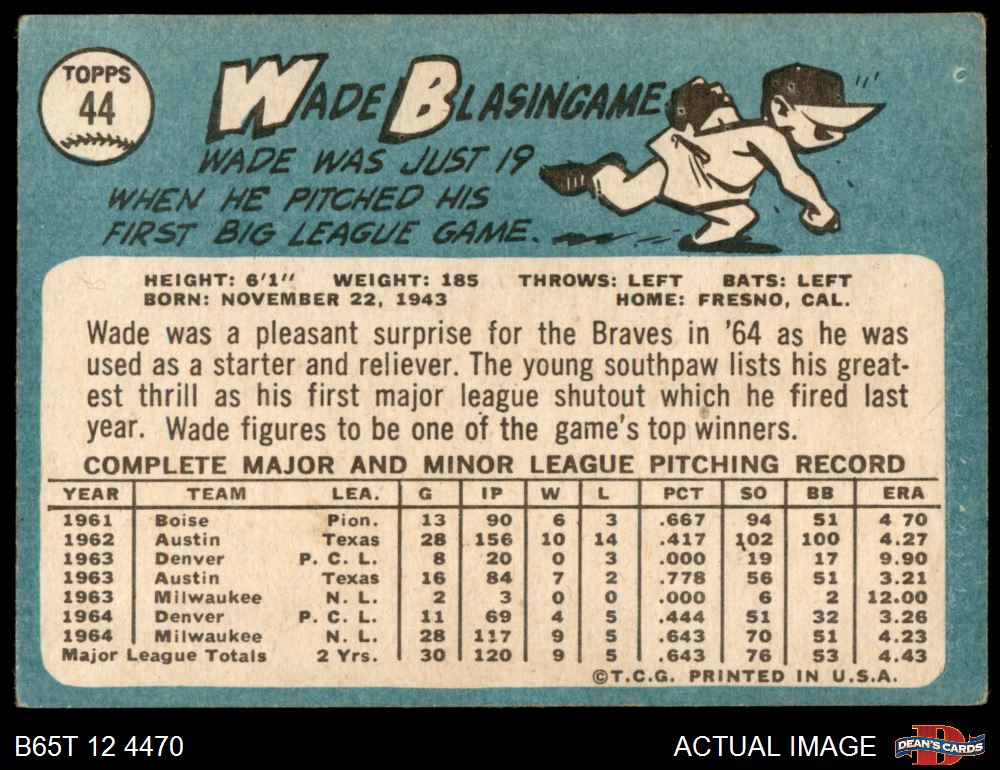 TOPPS
44
WADE BLASINGAME
WADE WAS JUST 19
WHEN HE PITCHED HIS
FIRST BIG LEAGUE GAME.
HEIGHT: 6'1" WEIGHT: 185 THROWS: LEFT BATS: LEFT
BORN: NOVEMBER 22, 1943 HOME: FRESNO, CAL.
Wade was a pleasant surprise for the Braves in '64 as he was
used as a starter and reliever. The young southpaw lists his great-
est thrill as his first major league shutout which he fired last
year. Wade figures to be one of the game's top winners.
COMPLETE MAJOR AND MINOR LEAGUE PITCHING RECORD
YEAR TEAM LEA. G IP W L PCT SO BB ERA
1961 Boise Pion. 13 90 6 3 .667 94 51 4 70
1962 Austin Texas 28 156 10 14 .417 102 100 4.27
1963 Denver P. C. L. 8 20 0 3 .000 19 17 9.90
1963 Austin Texas 16 84 7 2 .778 56 51 3.21
1963 Milwaukee N. L. 2 3 0 0 .000 6 2 12.00
1964 Denver P. C. L. 11 69 4 5 .444 51 32 3.26
1964 Milwaukee N. L. 28 117 9 5 .643 70 51 4.23
Major League Totals 2 Yrs. 30 120 9 5 .643 76 53 4.43
©T.C.G. PRINTED IN U.S.A.
B65T 12 4470 ACTUAL IMAGE D DEAN'S CARDS